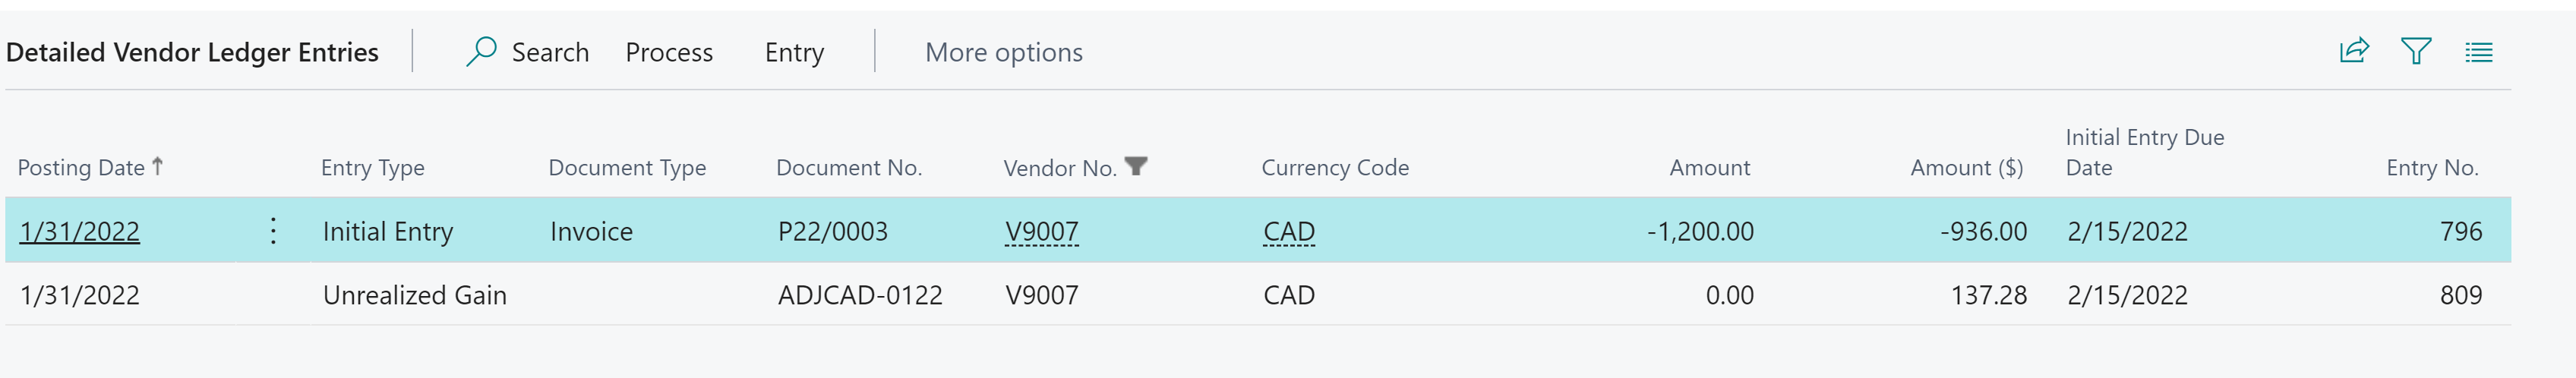 Detailed Vendor Ledger Entries Search Process Entry More options
Posting Date ↑ Entry Type Document Type Document No. Vendor No. Currency Code Amount Amount ($) Initial Entry Due Date Entry No.
1/31/2022 Initial Entry Invoice P22/0003 V9007 CAD -1,200.00 -936.00 2/15/2022 796
1/31/2022 Unrealized Gain ADJCAD-0122 V9007 CAD 0.00 137.28 2/15/2022 809